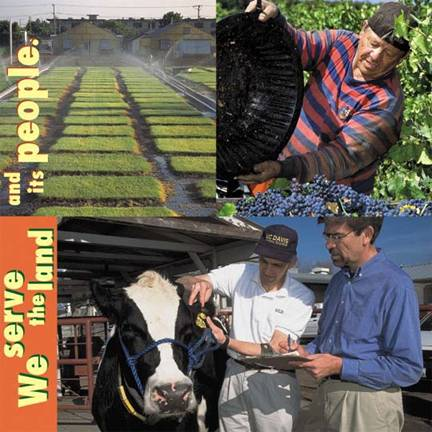 We serve
the land
and its
people.
UC DAVIS